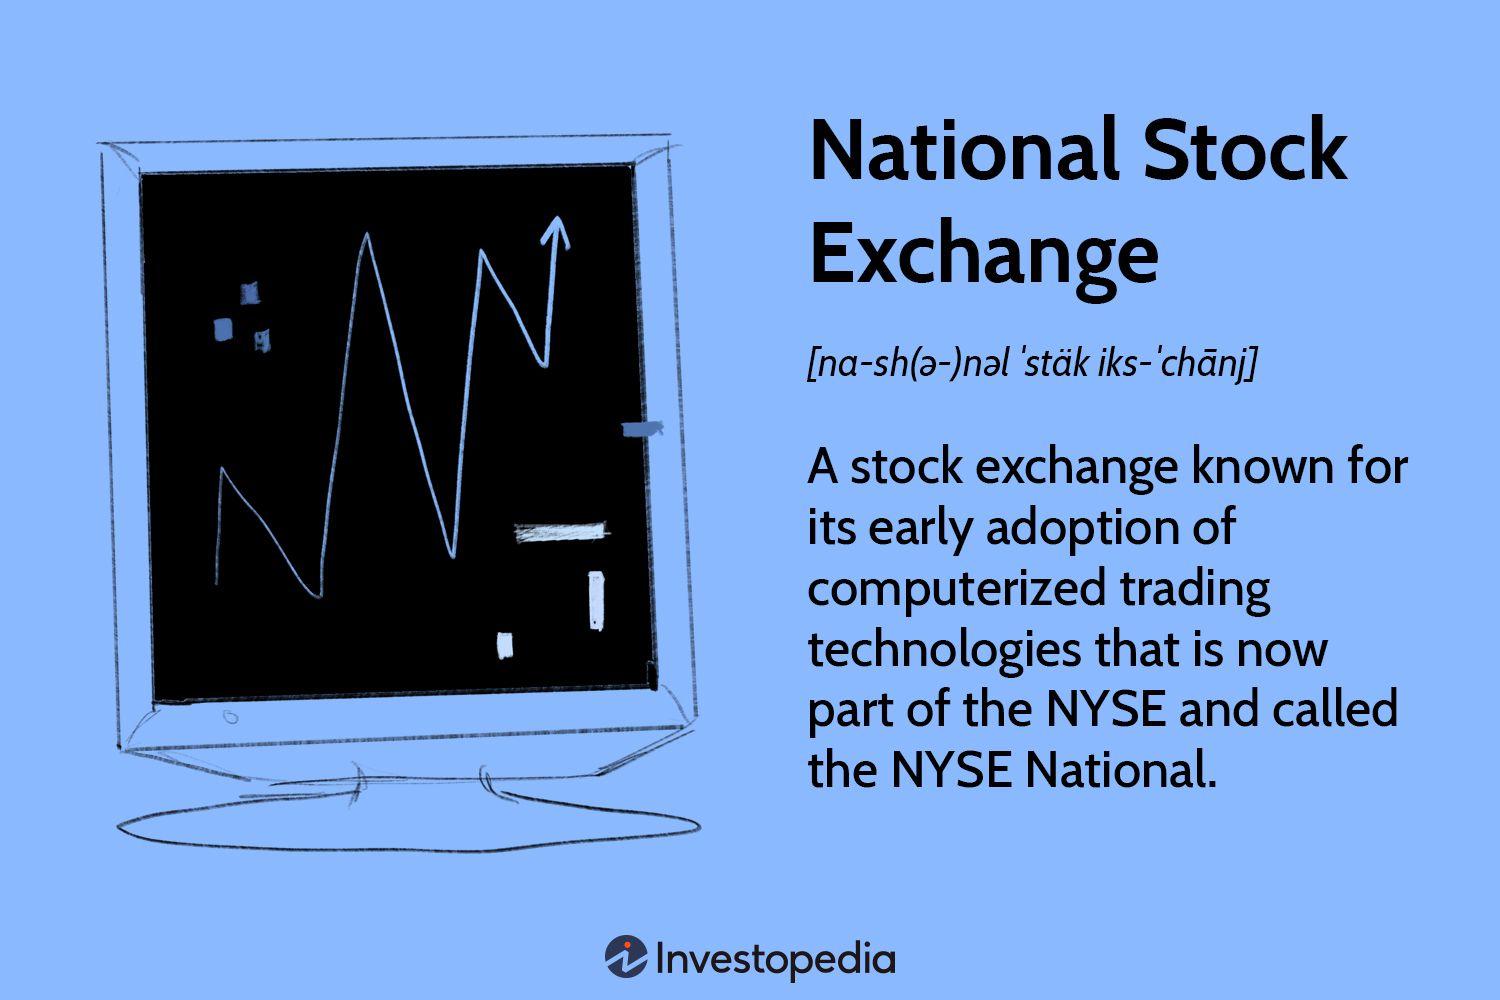 National Stock
Exchange
[na-sh(ə-)nəl ˈstäk iks-ˈchānj]
A stock exchange known for
its early adoption of
computerized trading
technologies that is now
part of the NYSE and called
the NYSE National.
Investopedia